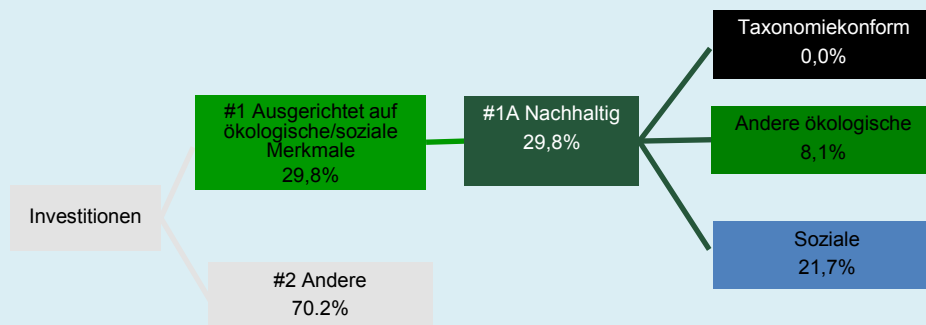 Investitionen
#1 Ausgerichtet auf
ökologische/soziale
Merkmale
29,8%
#2 Andere
70.2%
#1A Nachhaltig
29,8%
Taxonomiekonform
0,0%
Andere ökologische
8,1%
Soziale
21,7%